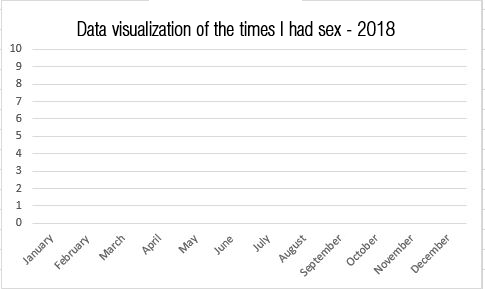 Data visualization of the times I had sex - 2018
10
9
8
7
6
5
4
3
2
1
0
January
February
March
April
May
June
July
August
September
October
November
December